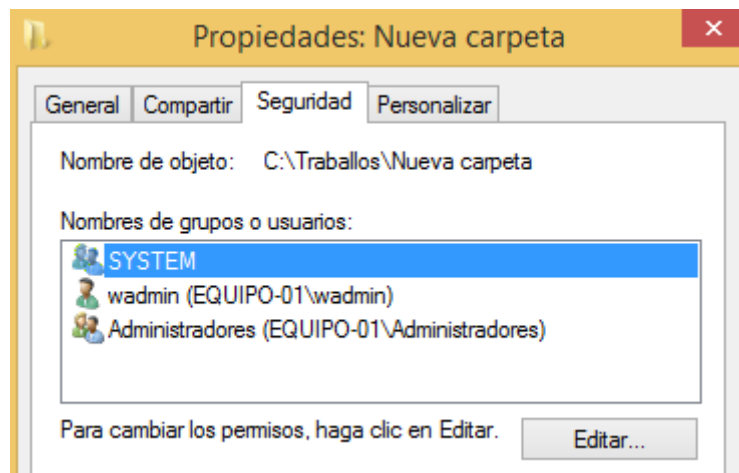 Propiedades: Nueva carpeta
General Compartir Seguridad Personalizar
Nombre de objeto: C:\Traballos\Nueva carpeta
Nombres de grupos o usuarios:
SYSTEM
wadmin (EQUIPO-01\wadmin)
Administradores (EQUIPO-01\Administradores)
Para cambiar los permisos, haga clic en Editar. Editar...